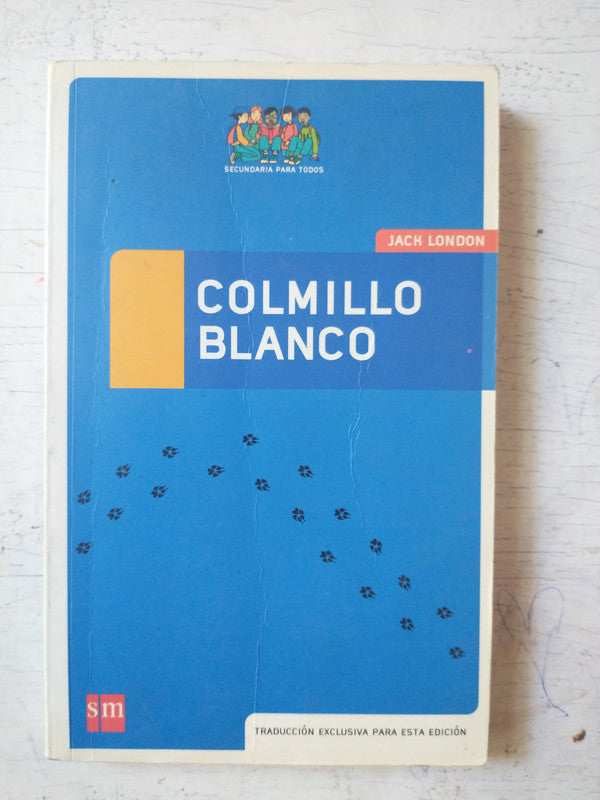 SECUNDARIA PARA TODOS
JACK LONDON
COLMILLO
BLANCO
sm
TRADUCCIÓN EXCLUSIVA PARA ESTA EDICIÓN